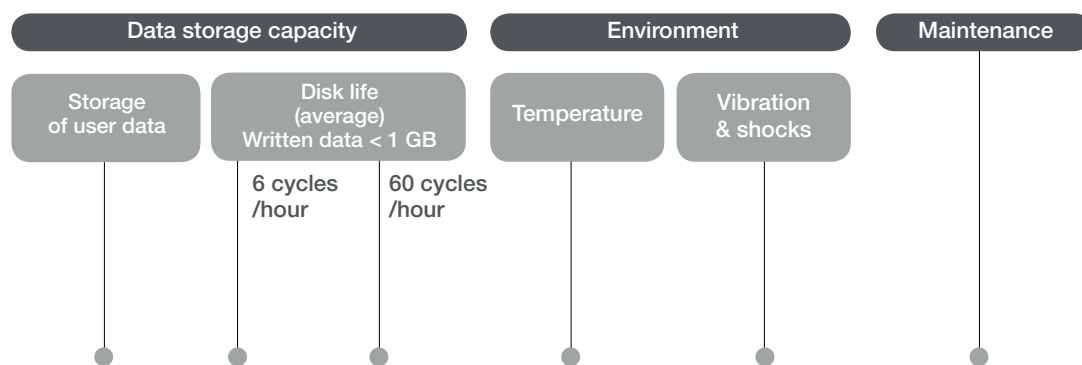 Data storage capacity
Environment
Maintenance
Storage
of user data
Disk life
(average)
Written data < 1 GB
Temperature
Vibration
& shocks
6 cycles
/hour
60 cycles
/hour